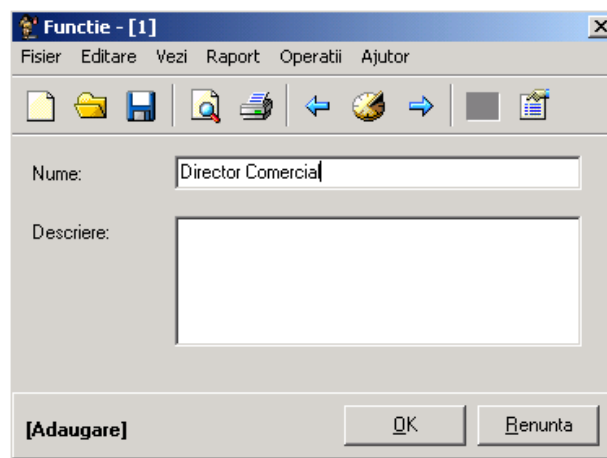 Functie - [1]
Fisier Editare Vezi Raport Operatii Ajutor
Nume: Director Comercial
Descriere:
[Adaugare] OK Renunta